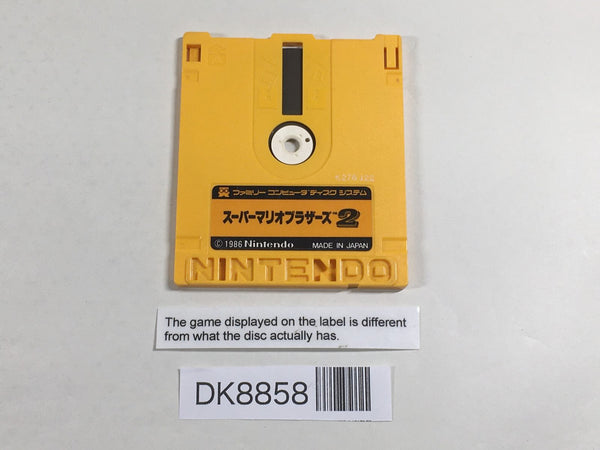 ファミリー コンピュータ ディスク システム
スーパーマリオブラザーズ™2
© 1986 Nintendo MADE IN JAPAN
NINTENDO
The game displayed on the label is different
from what the disc actually has.
DK8858